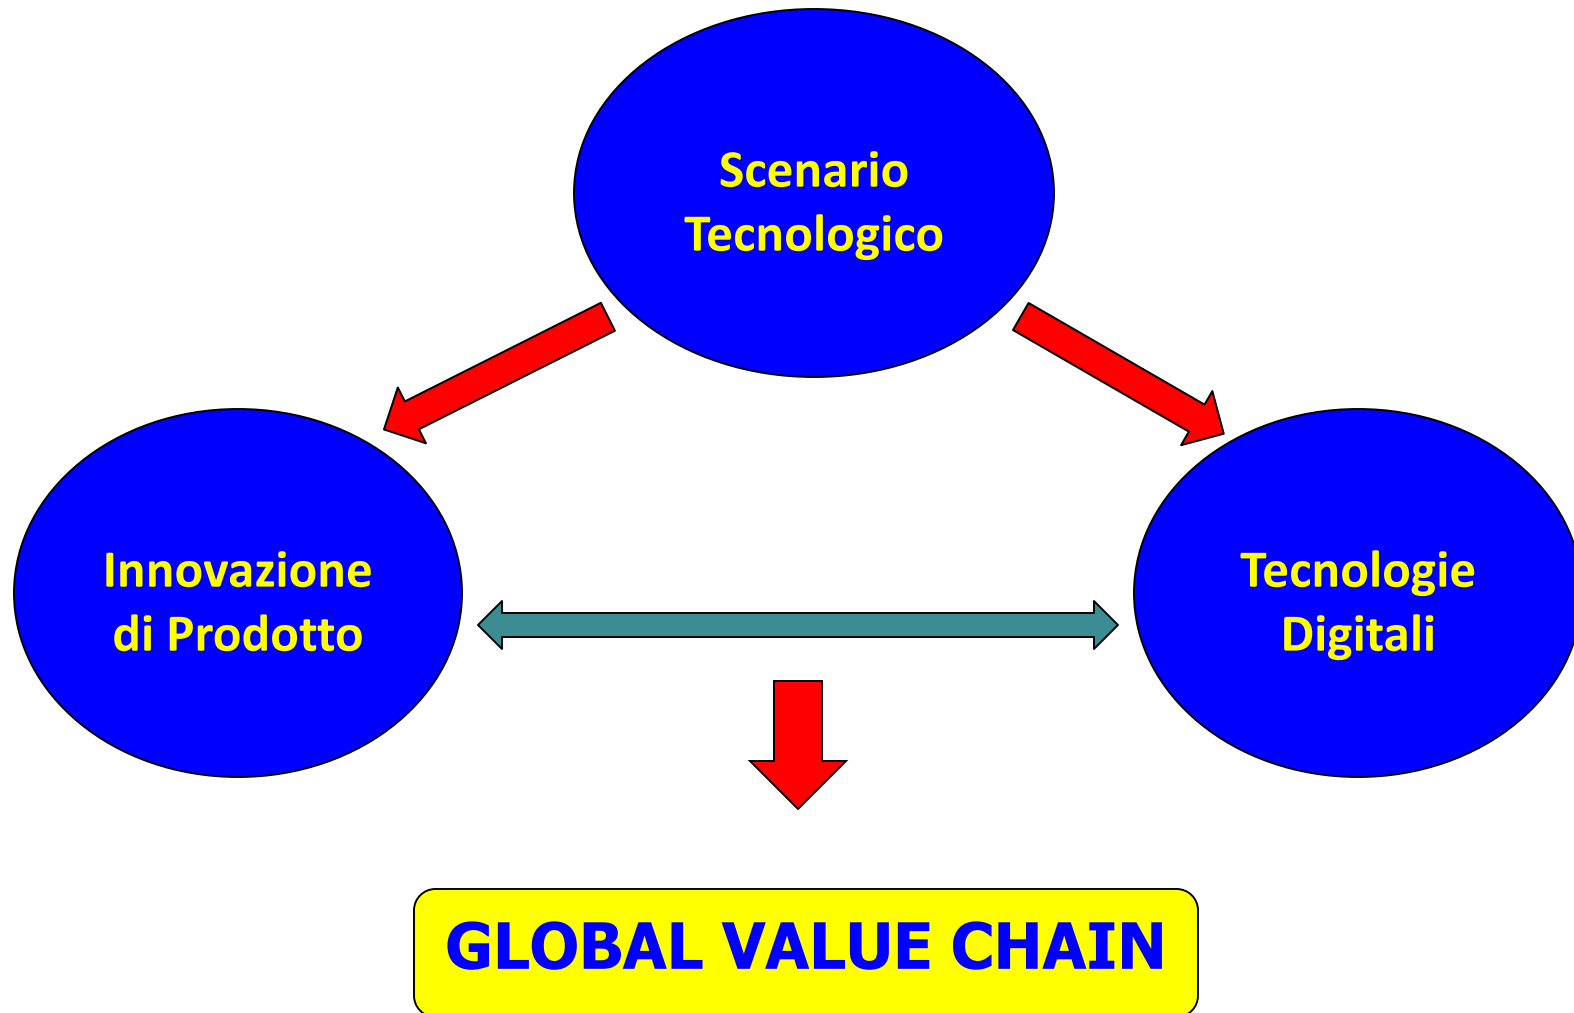 Scenario
Tecnologico
Innovazione
di Prodotto
Tecnologie
Digitali
GLOBAL VALUE CHAIN